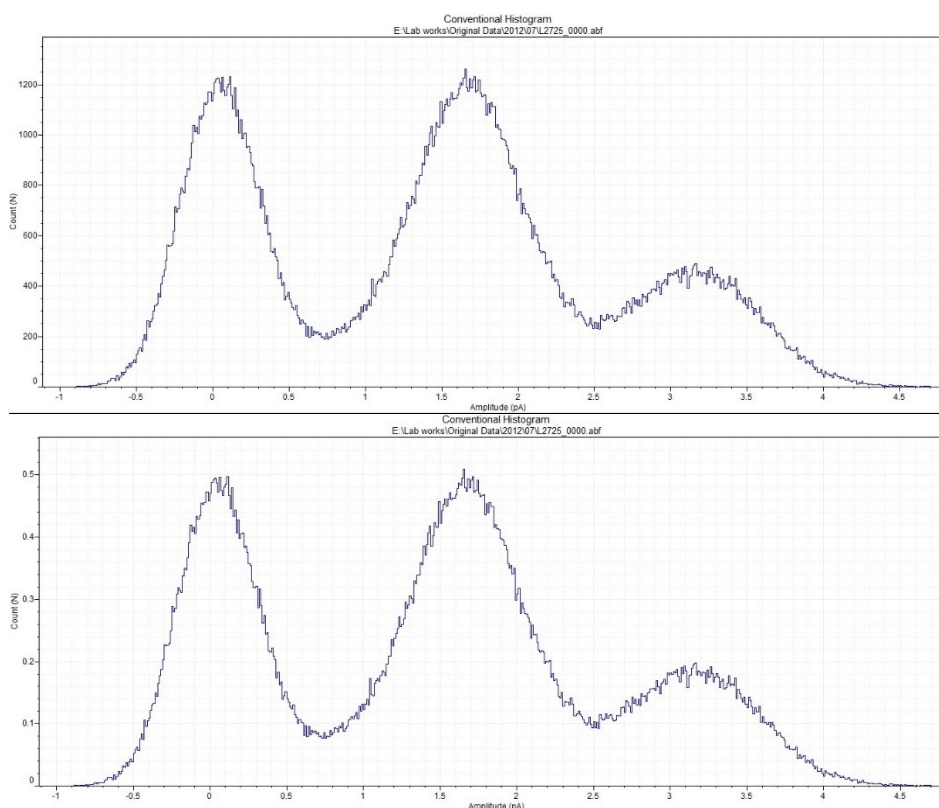 Conventional Histogram
E:\Lab works\Original Data\2012\07\L2725_0000.abf
1200
1000
800
600
400
200
0
Count (N)
-1 -0.5 0 0.5 1 1.5 2 2.5 3 3.5 4 4.5
Amplitude (pA)
Conventional Histogram
E:\Lab works\Original Data\2012\07\L2725_0000.abf
0.5
0.4
0.3
0.2
0.1
0
Count (N)
-1 -0.5 0 0.5 1 1.5 2 2.5 3 3.5 4 4.5
Amplitude (pA)